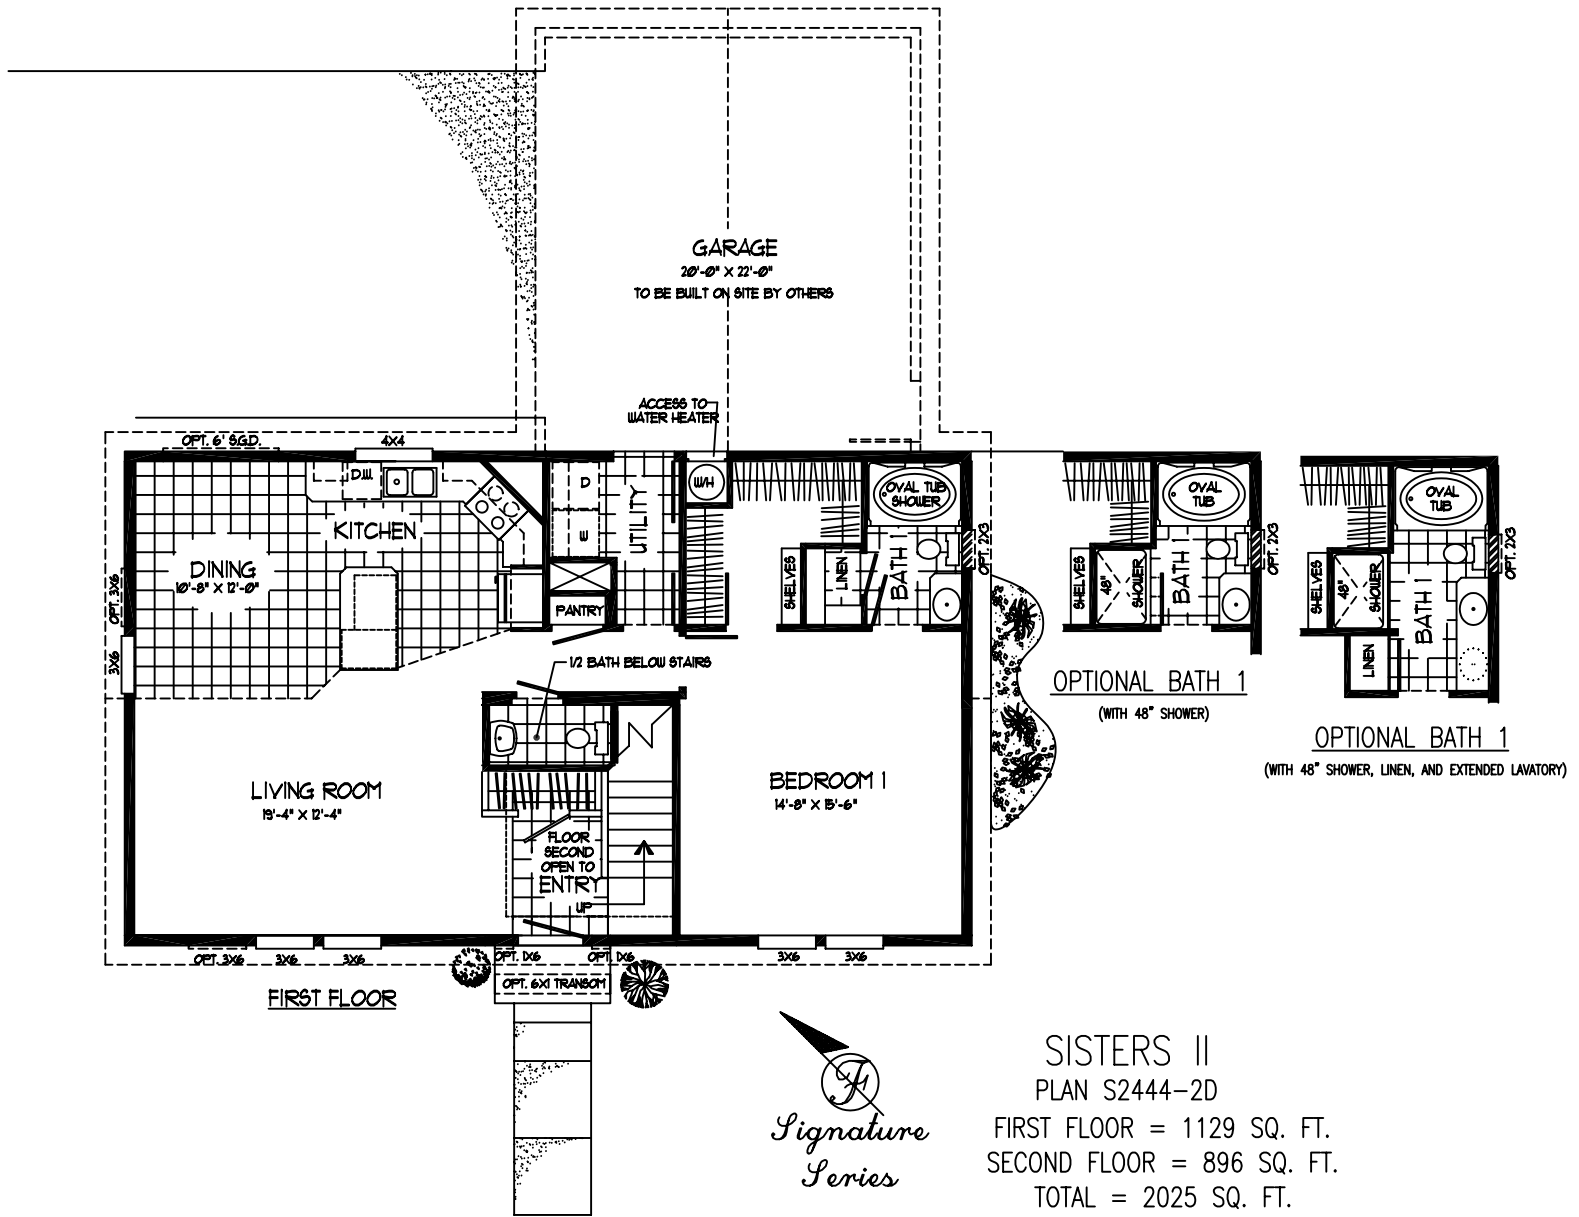 GARAGE
20'-0" X 22'-0"
TO BE BUILT ON SITE BY OTHERS
ACCESS TO
WATER HEATER
OPT. 6' S.G.D.
4X4
D.W.
KITCHEN
DINING
10'-8" X 12'-0"
OPT. 3X6
3X6
D
W
UTILITY
PANTRY
W/H
OVAL TUB
SHOWER
SHELVES
LINEN
BATH 1
OPT. 2X3
1/2 BATH BELOW STAIRS
LIVING ROOM
19'-4" X 12'-4"
BEDROOM 1
14'-8" X 15'-6"
FLOOR
SECOND
OPEN TO
ENTRY
UP
OPT. 3X6
3X6
3X6
OPT. 1X6
OPT. 1X6
3X6
3X6
OPT. 6X1 TRANSOM
FIRST FLOOR
OVAL
TUB
SHELVES
48"
SHOWER
BATH 1
OPT. 2X3
OPTIONAL BATH 1
(WITH 48" SHOWER)
OVAL
TUB
SHELVES
48"
SHOWER
BATH 1
LINEN
OPT. 2X3
OPTIONAL BATH 1
(WITH 48" SHOWER, LINEN, AND EXTENDED LAVATORY)
Signature
Series
SISTERS II
PLAN S2444-2D
FIRST FLOOR = 1129 SQ. FT.
SECOND FLOOR = 896 SQ. FT.
TOTAL = 2025 SQ. FT.